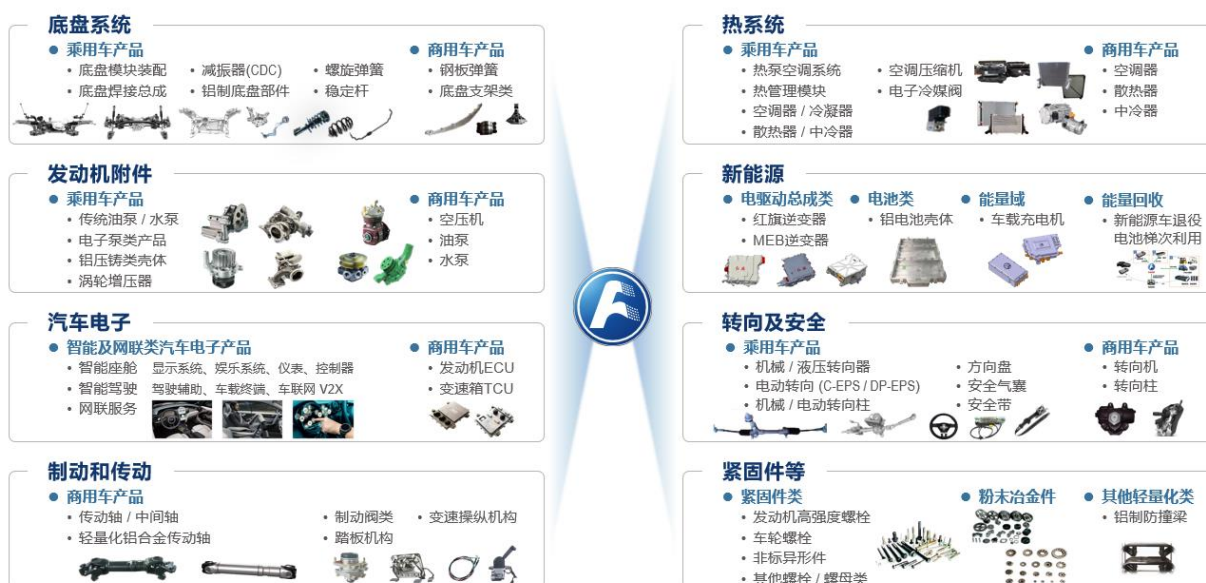 底盘系统
乘用车产品
商用车产品
• 底盘模块装配 • 减振器(CDC) • 螺旋弹簧 • 钢板弹簧
• 底盘焊接总成 • 铝制底盘部件 • 稳定杆 • 底盘支架类
发动机附件
乘用车产品
商用车产品
• 传统油泵 / 水泵 • 空压机
• 电子泵类产品 • 油泵
• 铝压铸类壳体 • 水泵
• 涡轮增压器
汽车电子
智能及网联类汽车电子产品
商用车产品
• 智能座舱 显示系统、娱乐系统、仪表、控制器 • 发动机ECU
• 智能驾驶 驾驶辅助、车载终端、车联网 V2X • 变速箱TCU
• 网联服务
制动和传动
商用车产品
• 传动轴 / 中间轴 • 制动阀类 • 变速操纵机构
• 轻量化铝合金传动轴 • 踏板机构
热系统
乘用车产品
商用车产品
• 热泵空调系统 • 空调压缩机 • 空调器
• 热管理模块 • 电子冷媒阀 • 散热器
• 空调器 / 冷凝器 • 中冷器
• 散热器 / 中冷器
新能源
电驱动总成类 电池类 能量域 能量回收
• 红旗逆变器 • 铝电池壳体 • 车载充电机 • 新能源车退役
• MEB逆变器 电池梯次利用
转向及安全
乘用车产品
商用车产品
• 机械 / 液压转向器 • 方向盘 • 转向机
• 电动转向 (C-EPS / DP-EPS) • 安全气囊 • 转向柱
• 机械 / 电动转向柱 • 安全带
紧固件等
紧固件类 粉末冶金件 其他轻量化类
• 发动机高强度螺栓 • 铝制防撞梁
• 车轮螺栓
• 非标异形件
• 其他螺栓 / 螺母类